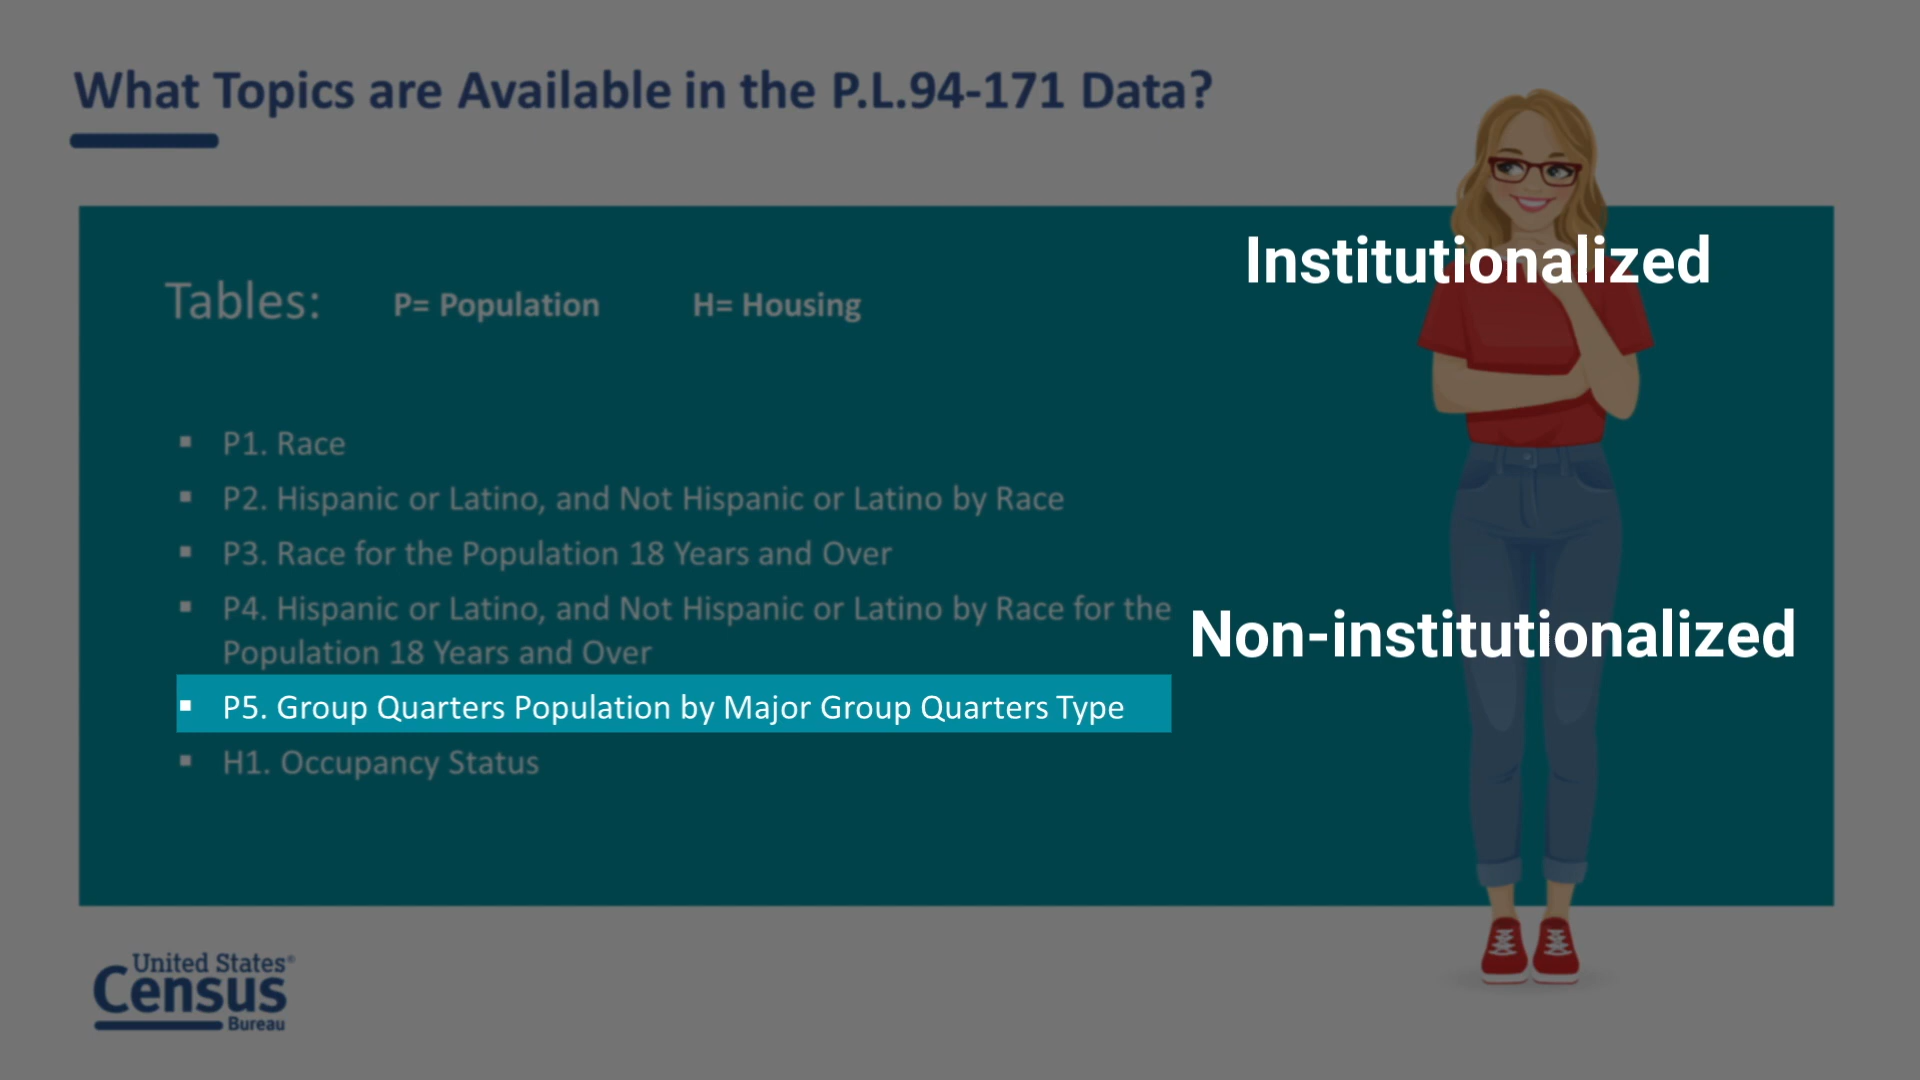 What Topics are Available in the P.L.94-171 Data?
Institutionalized
Tables: P= Population H= Housing
▪ P1. Race
▪ P2. Hispanic or Latino, and Not Hispanic or Latino by Race
▪ P3. Race for the Population 18 Years and Over
▪ P4. Hispanic or Latino, and Not Hispanic or Latino by Race for the
Population 18 Years and Over
Non-institutionalized
▪ P5. Group Quarters Population by Major Group Quarters Type
▪ H1. Occupancy Status
United States®
Census
Bureau